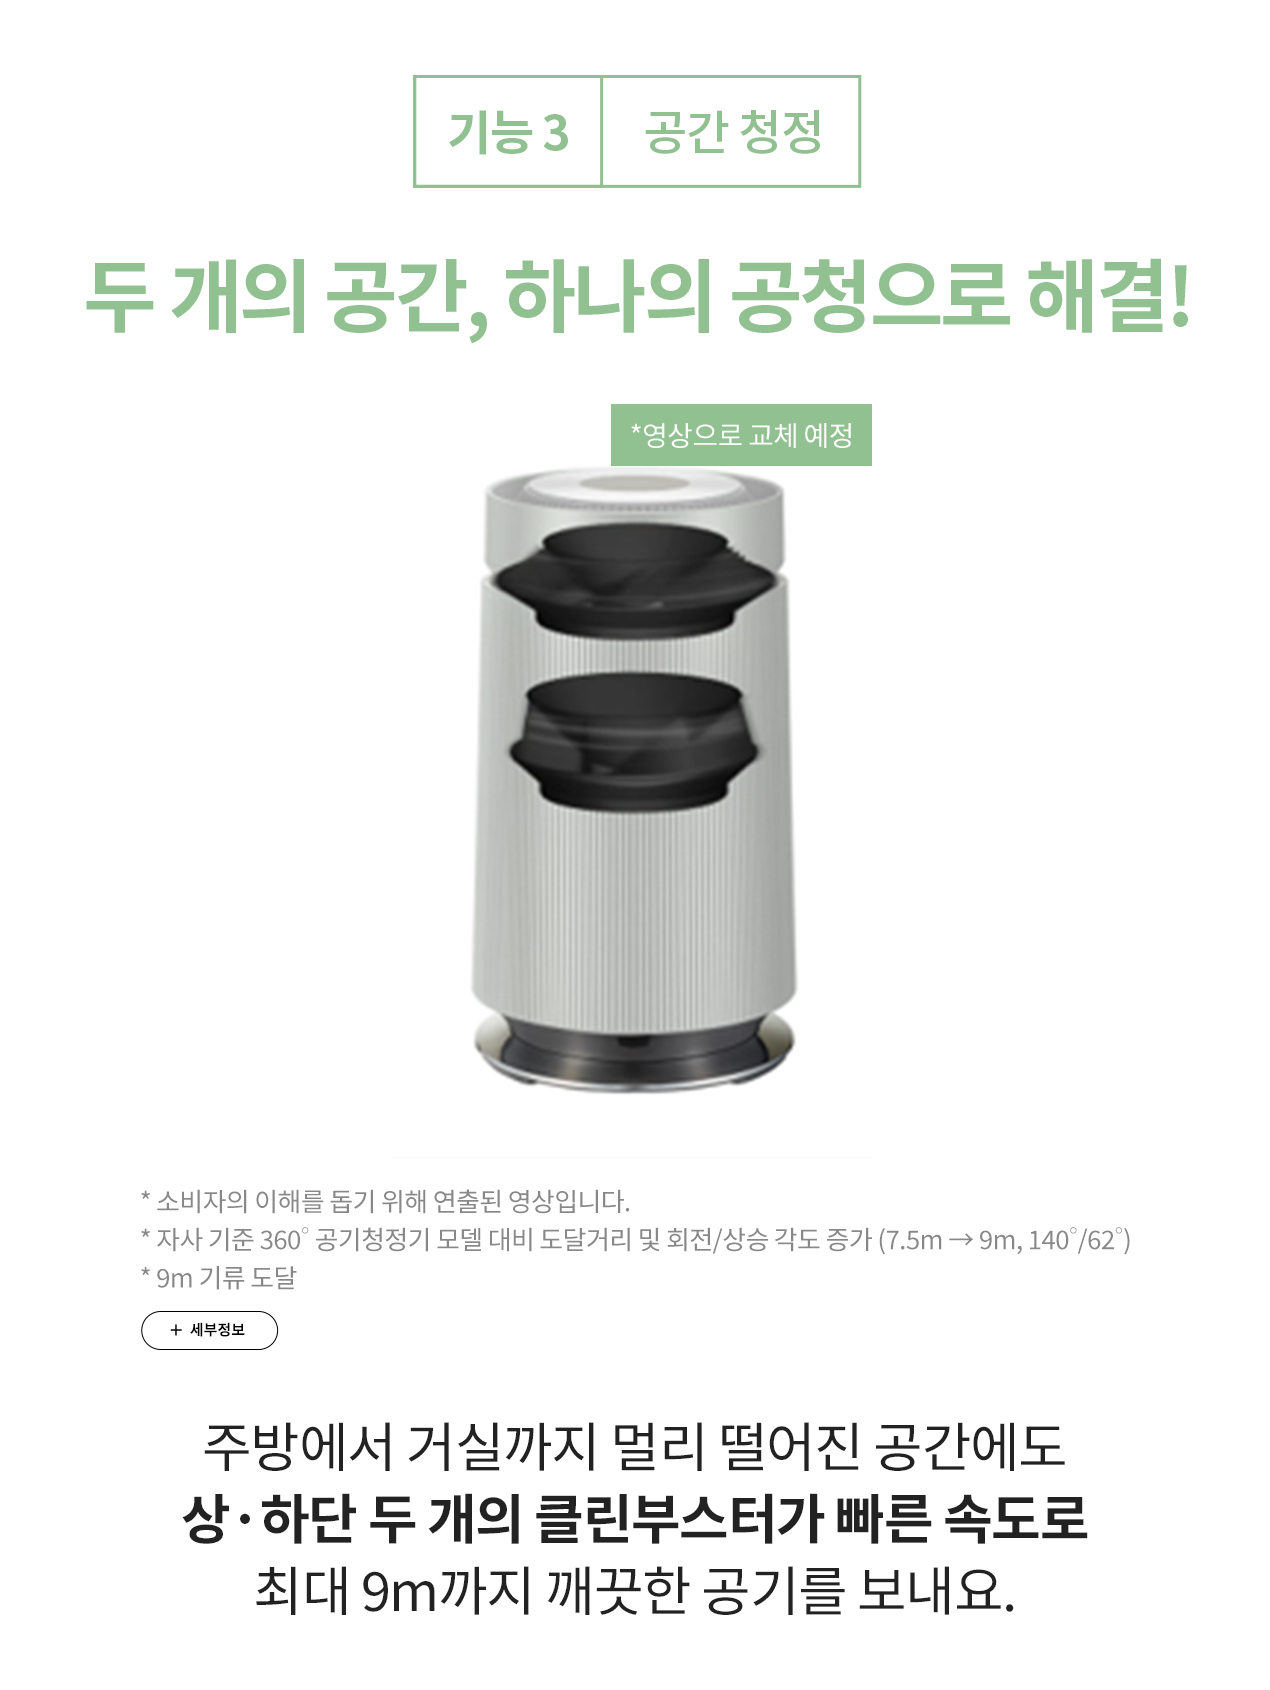 기능 3
공간 청정
두 개의 공간, 하나의 공청으로 해결!
*영상으로 교체 예정
* 소비자의 이해를 돕기 위해 연출된 영상입니다.
* 자사 기준 360° 공기청정기 모델 대비 도달거리 및 회전/상승 각도 증가 (7.5m → 9m, 140°/62°)
* 9m 기류 도달
+ 세부정보
주방에서 거실까지 멀리 떨어진 공간에도
상·하단 두 개의 클린부스터가 빠른 속도로
최대 9m까지 깨끗한 공기를 보내요.